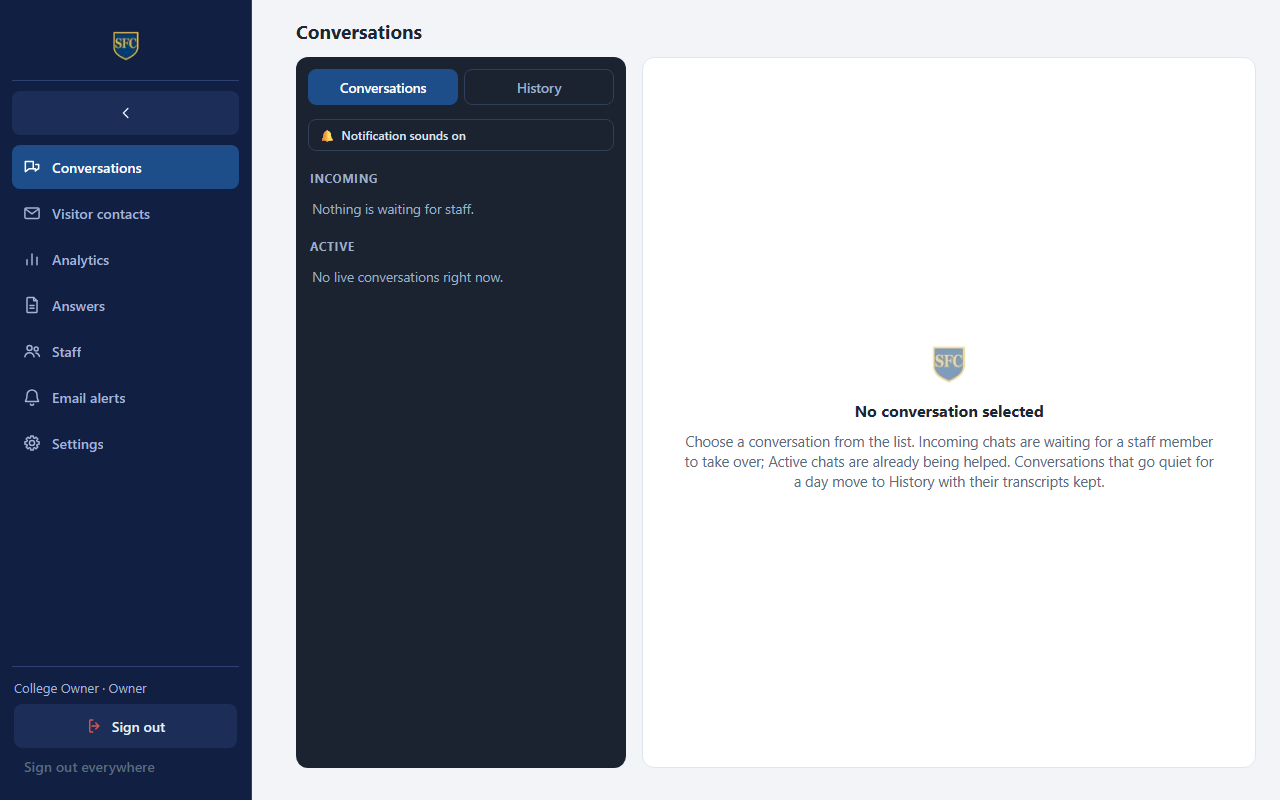 SFC
Conversations
Visitor contacts
Analytics
Answers
Staff
Email alerts
Settings
College Owner · Owner
Sign out
Sign out everywhere
Conversations
Conversations
History
Notification sounds on
INCOMING
Nothing is waiting for staff.
ACTIVE
No live conversations right now.
SFC
No conversation selected
Choose a conversation from the list. Incoming chats are waiting for a staff member
to take over; Active chats are already being helped. Conversations that go quiet for
a day move to History with their transcripts kept.